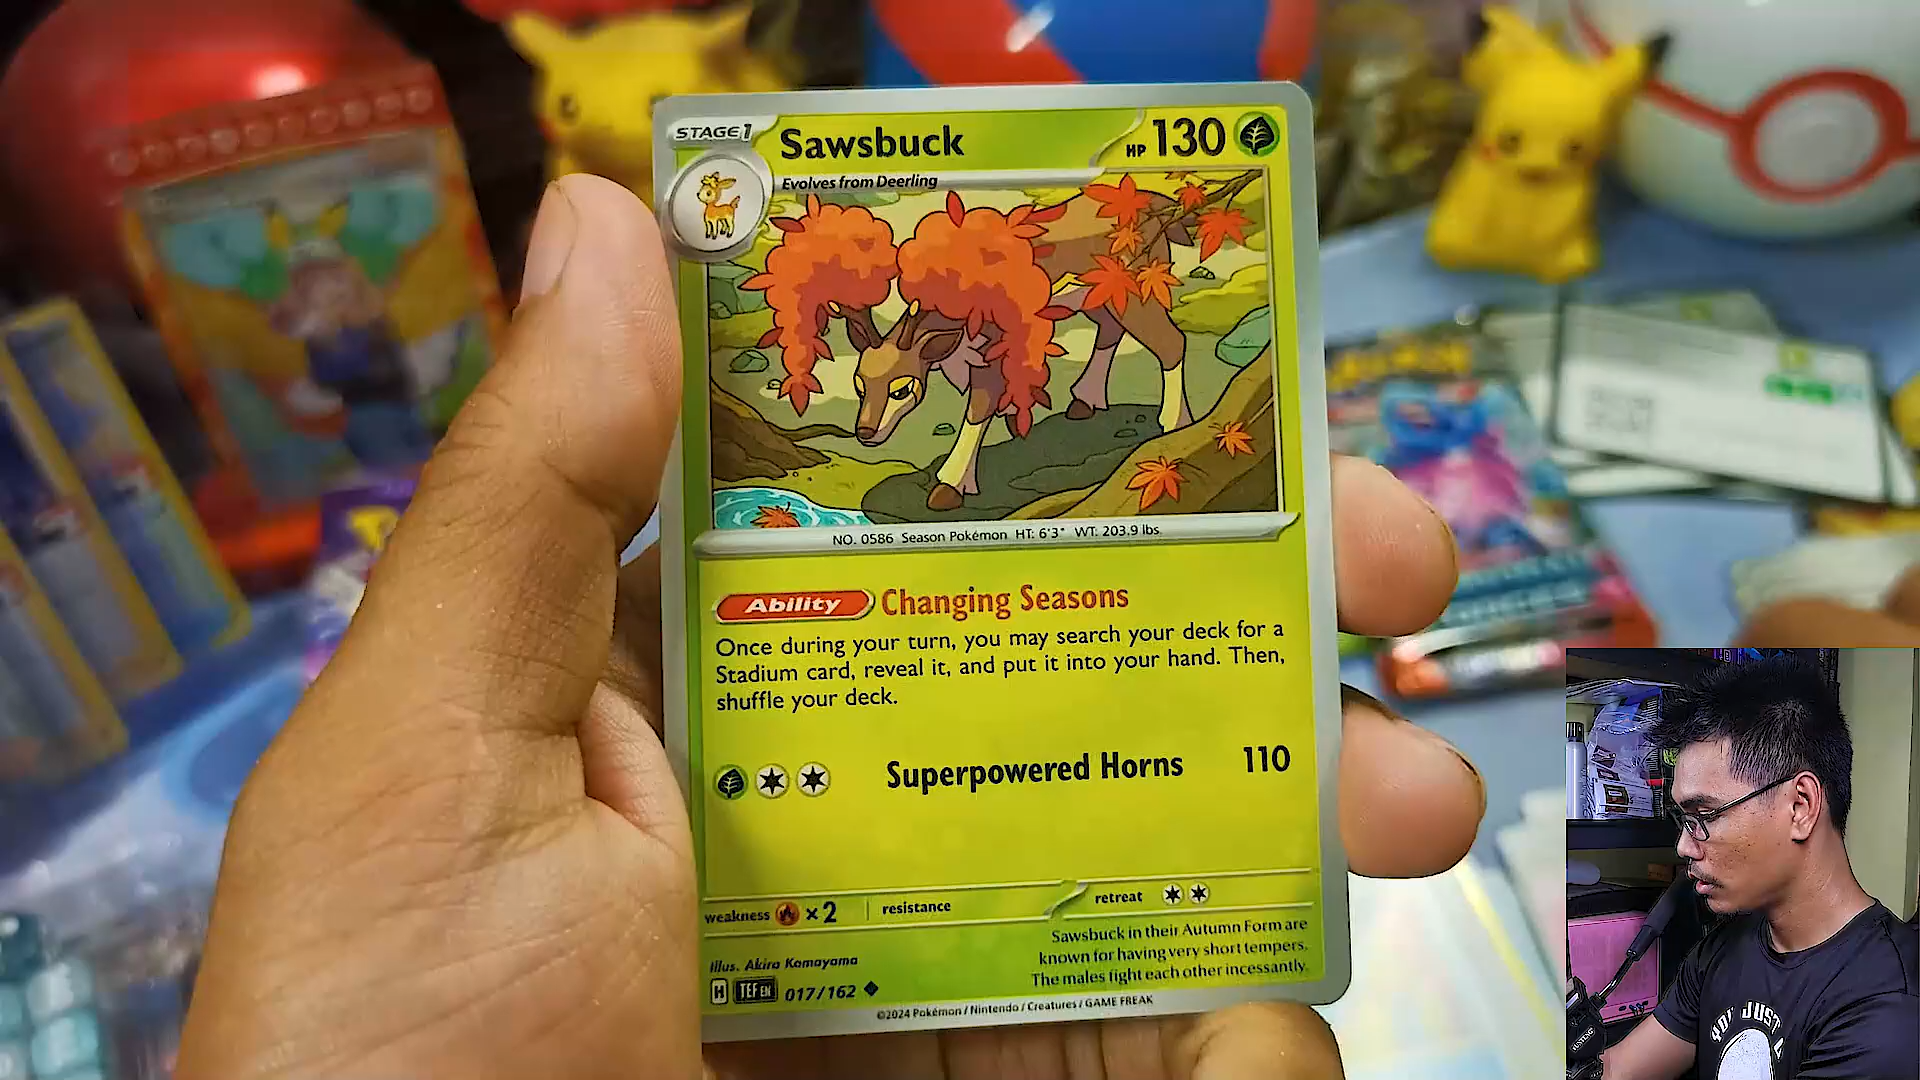 STAGE1
Sawsbuck
HP 130
Evolves from Deerling
NO. 0586 Season Pokémon HT: 6'3" WT: 203.9 lbs.
Ability Changing Seasons
Once during your turn, you may search your deck for a
Stadium card, reveal it, and put it into your hand. Then,
shuffle your deck.
Superpowered Horns 110
weakness ×2 resistance retreat
Sawsbuck in their Autumn Form are
known for having very short tempers.
The males fight each other incessantly.
Illus. Akira Komayama
H TEF EN 017/162
©2024 Pokémon / Nintendo / Creatures / GAME FREAK
YOU JUST